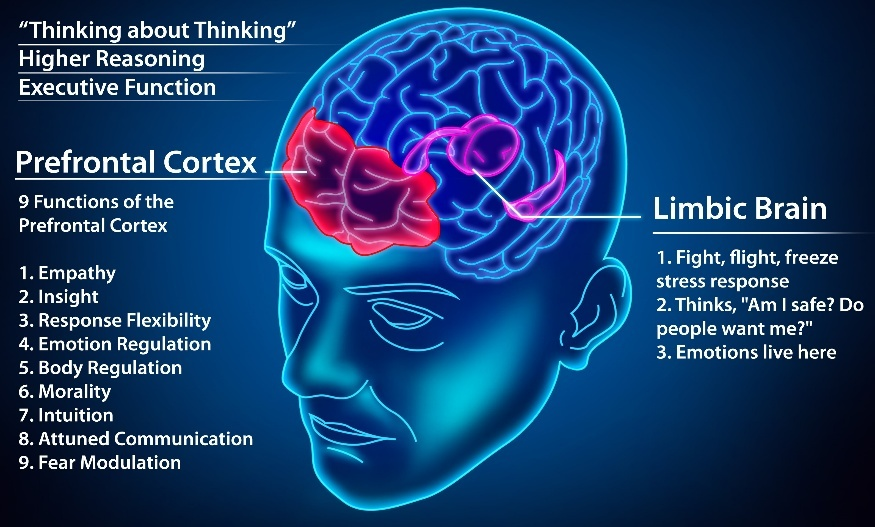 “Thinking about Thinking”
Higher Reasoning
Executive Function
Prefrontal Cortex
9 Functions of the
Prefrontal Cortex
1. Empathy
2. Insight
3. Response Flexibility
4. Emotion Regulation
5. Body Regulation
6. Morality
7. Intuition
8. Attuned Communication
9. Fear Modulation
Limbic Brain
1. Fight, flight, freeze
stress response
2. Thinks, "Am I safe? Do
people want me?"
3. Emotions live here